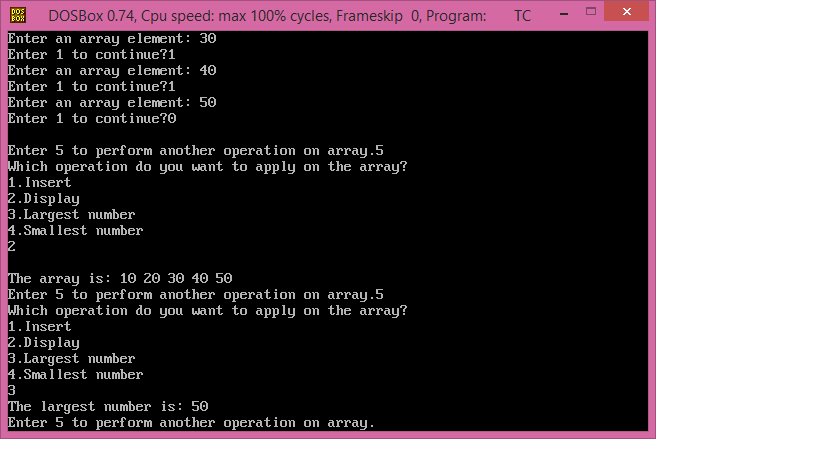 DOS
BOX
DOSBox 0.74, Cpu speed: max 100% cycles, Frameskip 0, Program: TC
Enter an array element: 30
Enter 1 to continue?1
Enter an array element: 40
Enter 1 to continue?1
Enter an array element: 50
Enter 1 to continue?0
Enter 5 to perform another operation on array.5
Which operation do you want to apply on the array?
1.Insert
2.Display
3.Largest number
4.Smallest number
2
The array is: 10 20 30 40 50
Enter 5 to perform another operation on array.5
Which operation do you want to apply on the array?
1.Insert
2.Display
3.Largest number
4.Smallest number
3
The largest number is: 50
Enter 5 to perform another operation on array.